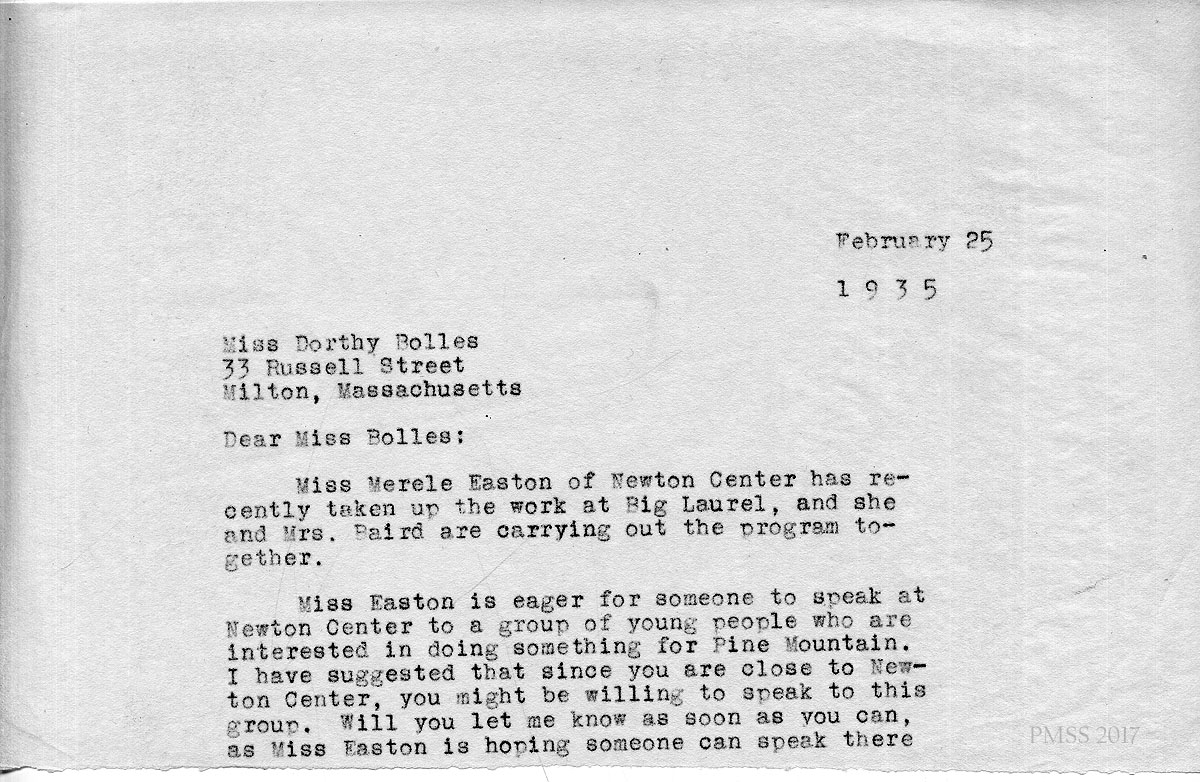 February 25
1 9 3 5
Miss Dorthy Bolles
33 Russell Street
Milton, Massachusetts
Dear Miss Bolles:
Miss Merele Easton of Newton Center has re-
cently taken up the work at Big Laurel, and she
and Mrs. Baird are carrying out the program to-
gether.
Miss Easton is eager for someone to speak at
Newton Center to a group of young people who are
interested in doing something for Pine Mountain.
I have suggested that since you are close to New-
ton Center, you might be willing to speak to this
group. Will you let me know as soon as you can,
as Miss Easton is hoping someone can speak there
PMSS 2017